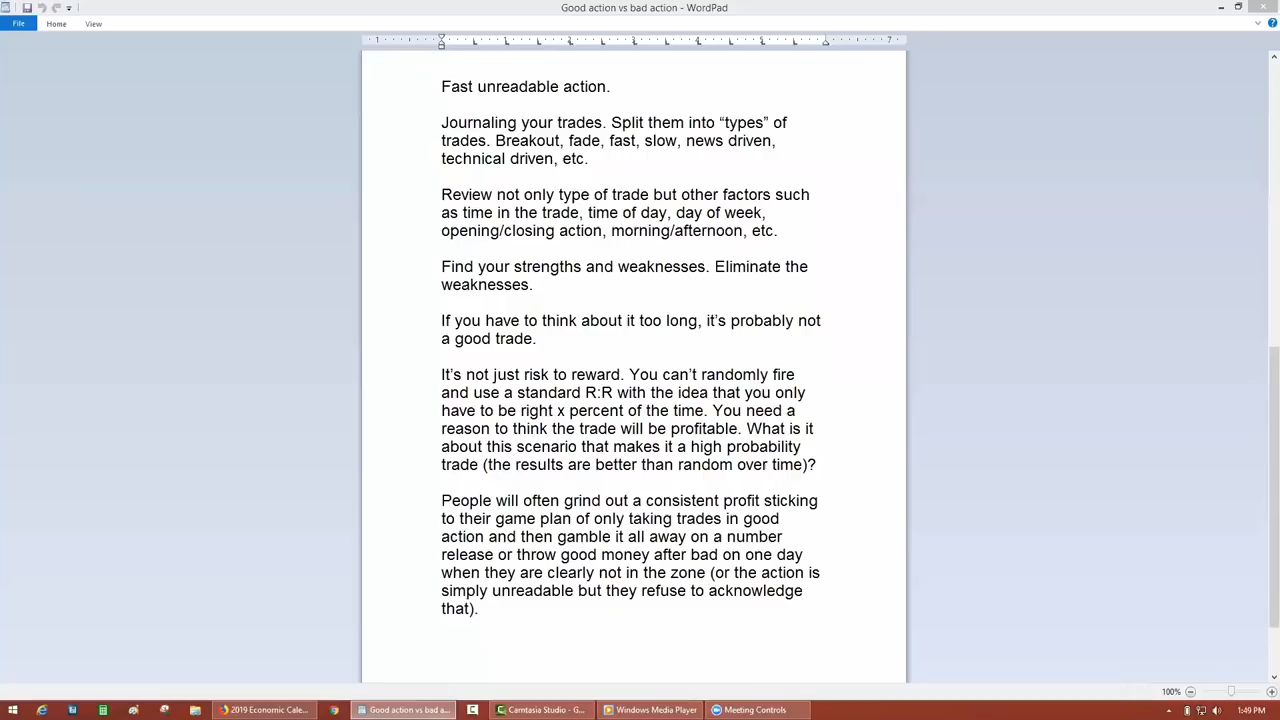 Good action vs bad action - WordPad
File Home View
1 1 2 3 4 5 7
Fast unreadable action.
Journaling your trades. Split them into “types” of
trades. Breakout, fade, fast, slow, news driven,
technical driven, etc.
Review not only type of trade but other factors such
as time in the trade, time of day, day of week,
opening/closing action, morning/afternoon, etc.
Find your strengths and weaknesses. Eliminate the
weaknesses.
If you have to think about it too long, it’s probably not
a good trade.
It’s not just risk to reward. You can’t randomly fire
and use a standard R:R with the idea that you only
have to be right x percent of the time. You need a
reason to think the trade will be profitable. What is it
about this scenario that makes it a high probability
trade (the results are better than random over time)?
People will often grind out a consistent profit sticking
to their game plan of only taking trades in good
action and then gamble it all away on a number
release or throw good money after bad on one day
when they are clearly not in the zone (or the action is
simply unreadable but they refuse to acknowledge
that).
100%
2019 Economic Cale... Good action vs bad a... Camtasia Studio - G... Windows Media Player Meeting Controls 1:49 PM